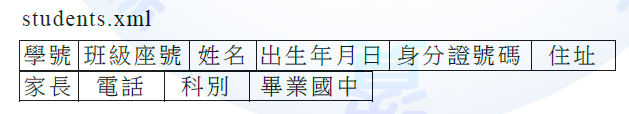 students.xml
學號 班級座號 姓名 出生年月日 身分證號碼 住址
家長 電話 科別 畢業國中